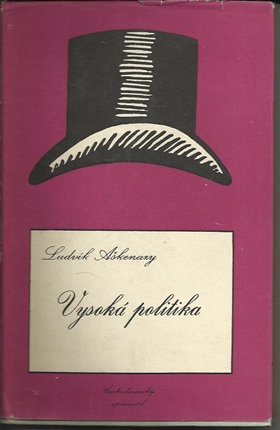 Ludvík Aškenazy
Vysoká politika
Československý
spisovatel